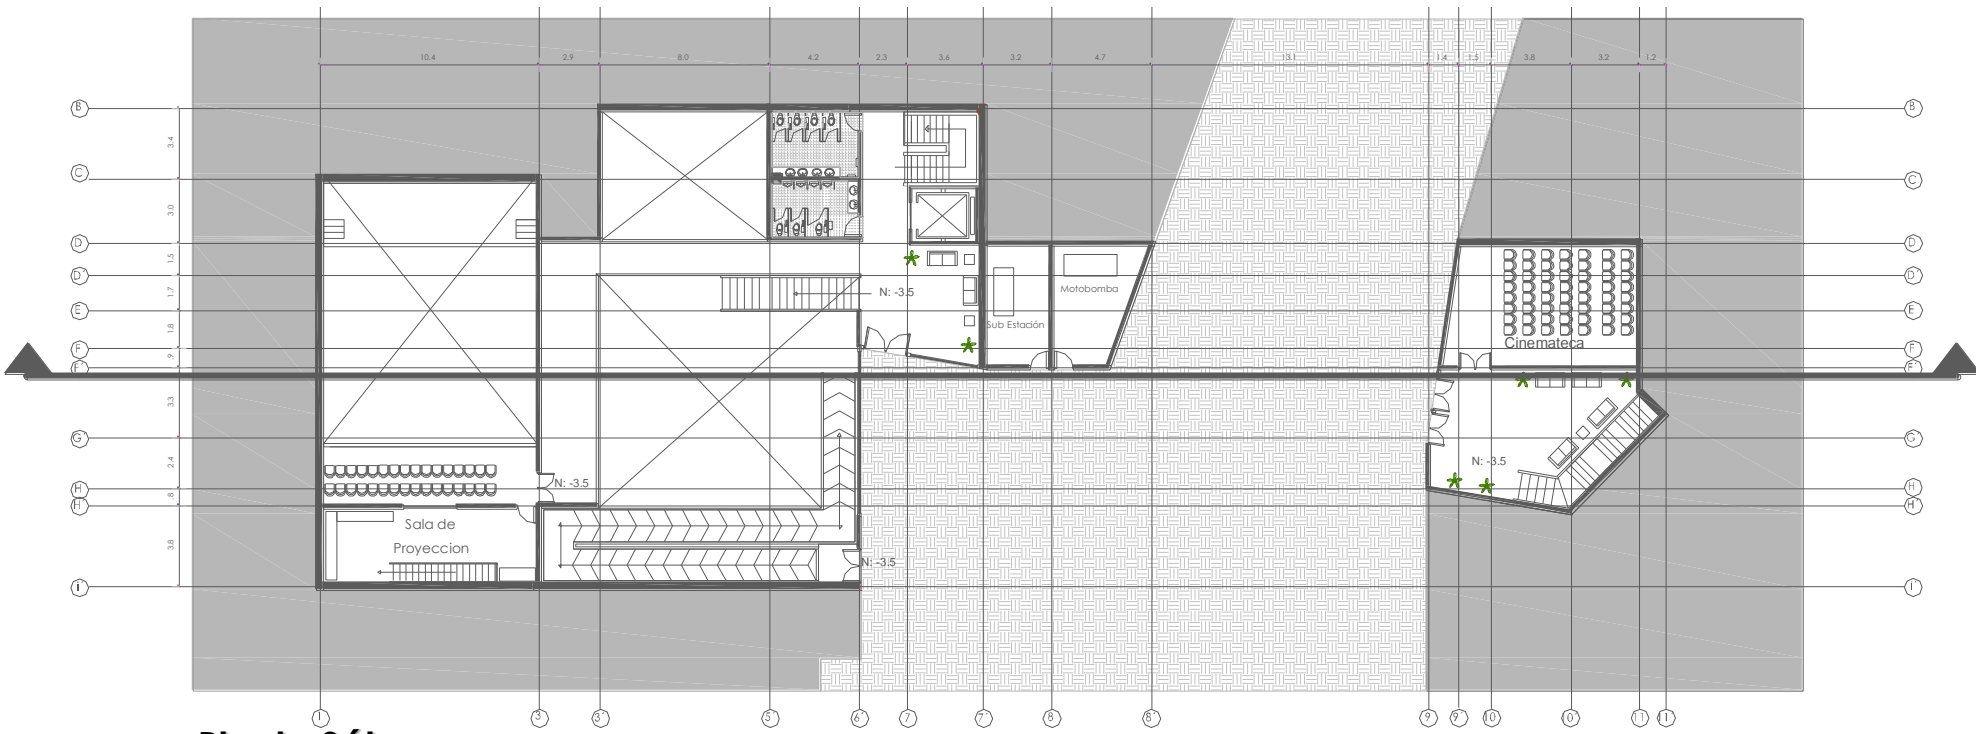 10.4 2.9 8.0 4.2 2.3 3.6 3.2 4.7 13.1 1.4 1.5 3.8 3.2 1.2
B B
3.4
C C
3.0
D D
1.5
D' D'
1.7
N: -3.5
Motobomba
E E
1.8
Sub Estación
Cinemateca
F F
.9
F' F'
3.3
G' G'
2.4
N: -3.5
N: -3.5
H H
.8
H' H'
Sala de
Proyeccion
3.8
N: -3.5
I' I'
1 3 3' 5' 6' 7 7' 8 8' 9 9' 10 10' 11 11'